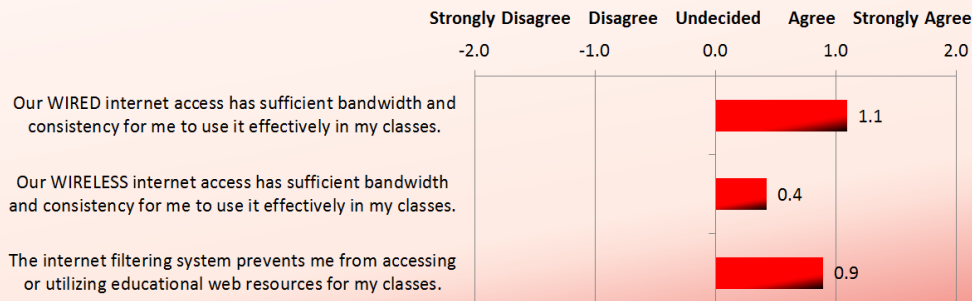 Strongly Disagree Disagree Undecided Agree Strongly Agree
-2.0 -1.0 0.0 1.0 2.0
Our WIRED internet access has sufficient bandwidth and
consistency for me to use it effectively in my classes.
1.1
Our WIRELESS internet access has sufficient bandwidth
and consistency for me to use it effectively in my classes.
0.4
The internet filtering system prevents me from accessing
or utilizing educational web resources for my classes.
0.9